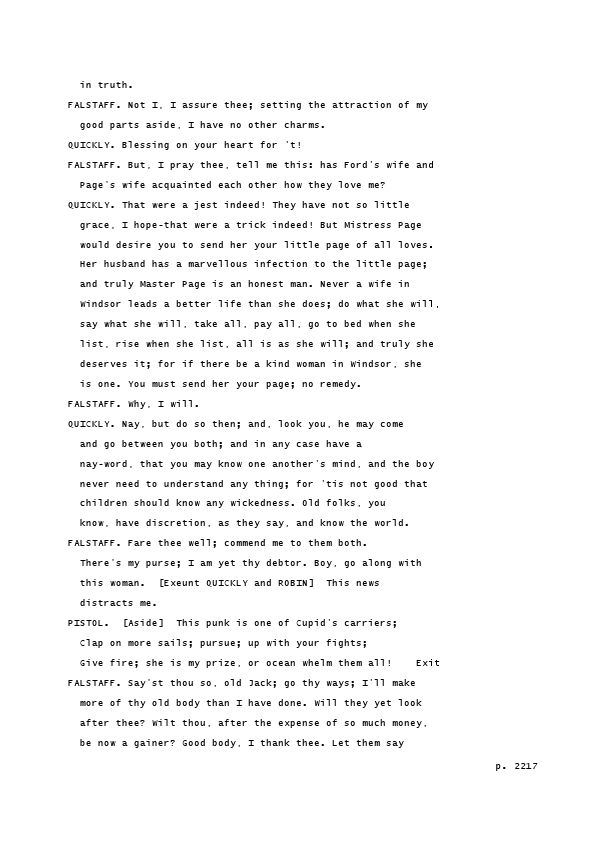 in truth.
FALSTAFF. Not I, I assure thee; setting the attraction of my
good parts aside, I have no other charms.
QUICKLY. Blessing on your heart for 't!
FALSTAFF. But, I pray thee, tell me this: has Ford's wife and
Page's wife acquainted each other how they love me?
QUICKLY. That were a jest indeed! They have not so little
grace, I hope-that were a trick indeed! But Mistress Page
would desire you to send her your little page of all loves.
Her husband has a marvellous infection to the little page;
and truly Master Page is an honest man. Never a wife in
Windsor leads a better life than she does; do what she will,
say what she will, take all, pay all, go to bed when she
list, rise when she list, all is as she will; and truly she
deserves it; for if there be a kind woman in Windsor, she
is one. You must send her your page; no remedy.
FALSTAFF. Why, I will.
QUICKLY. Nay, but do so then; and, look you, he may come
and go between you both; and in any case have a
nay-word, that you may know one another's mind, and the boy
never need to understand any thing; for 'tis not good that
children should know any wickedness. Old folks, you
know, have discretion, as they say, and know the world.
FALSTAFF. Fare thee well; commend me to them both.
There's my purse; I am yet thy debtor. Boy, go along with
this woman.  [Exeunt QUICKLY and ROBIN]  This news
distracts me.
PISTOL.  [Aside]  This punk is one of Cupid's carriers;
Clap on more sails; pursue; up with your fights;
Give fire; she is my prize, or ocean whelm them all!    Exit
FALSTAFF. Say'st thou so, old Jack; go thy ways; I'll make
more of thy old body than I have done. Will they yet look
after thee? Wilt thou, after the expense of so much money,
be now a gainer? Good body, I thank thee. Let them say
p. 2217